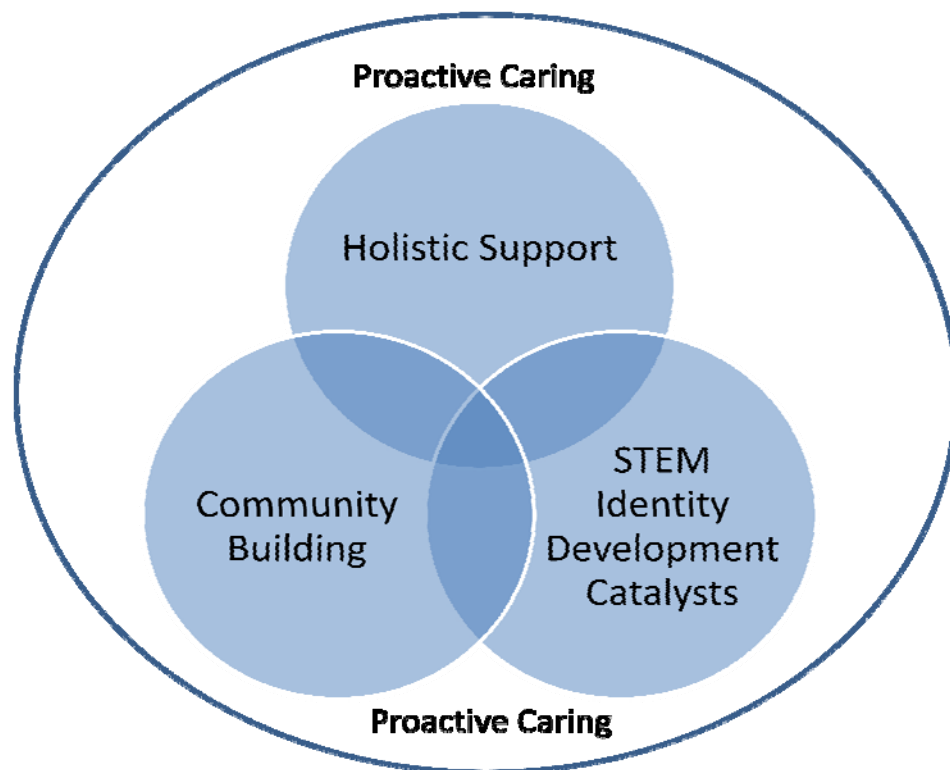 Proactive Caring
Holistic Support
Community
Building
STEM
Identity
Development
Catalysts
Proactive Caring